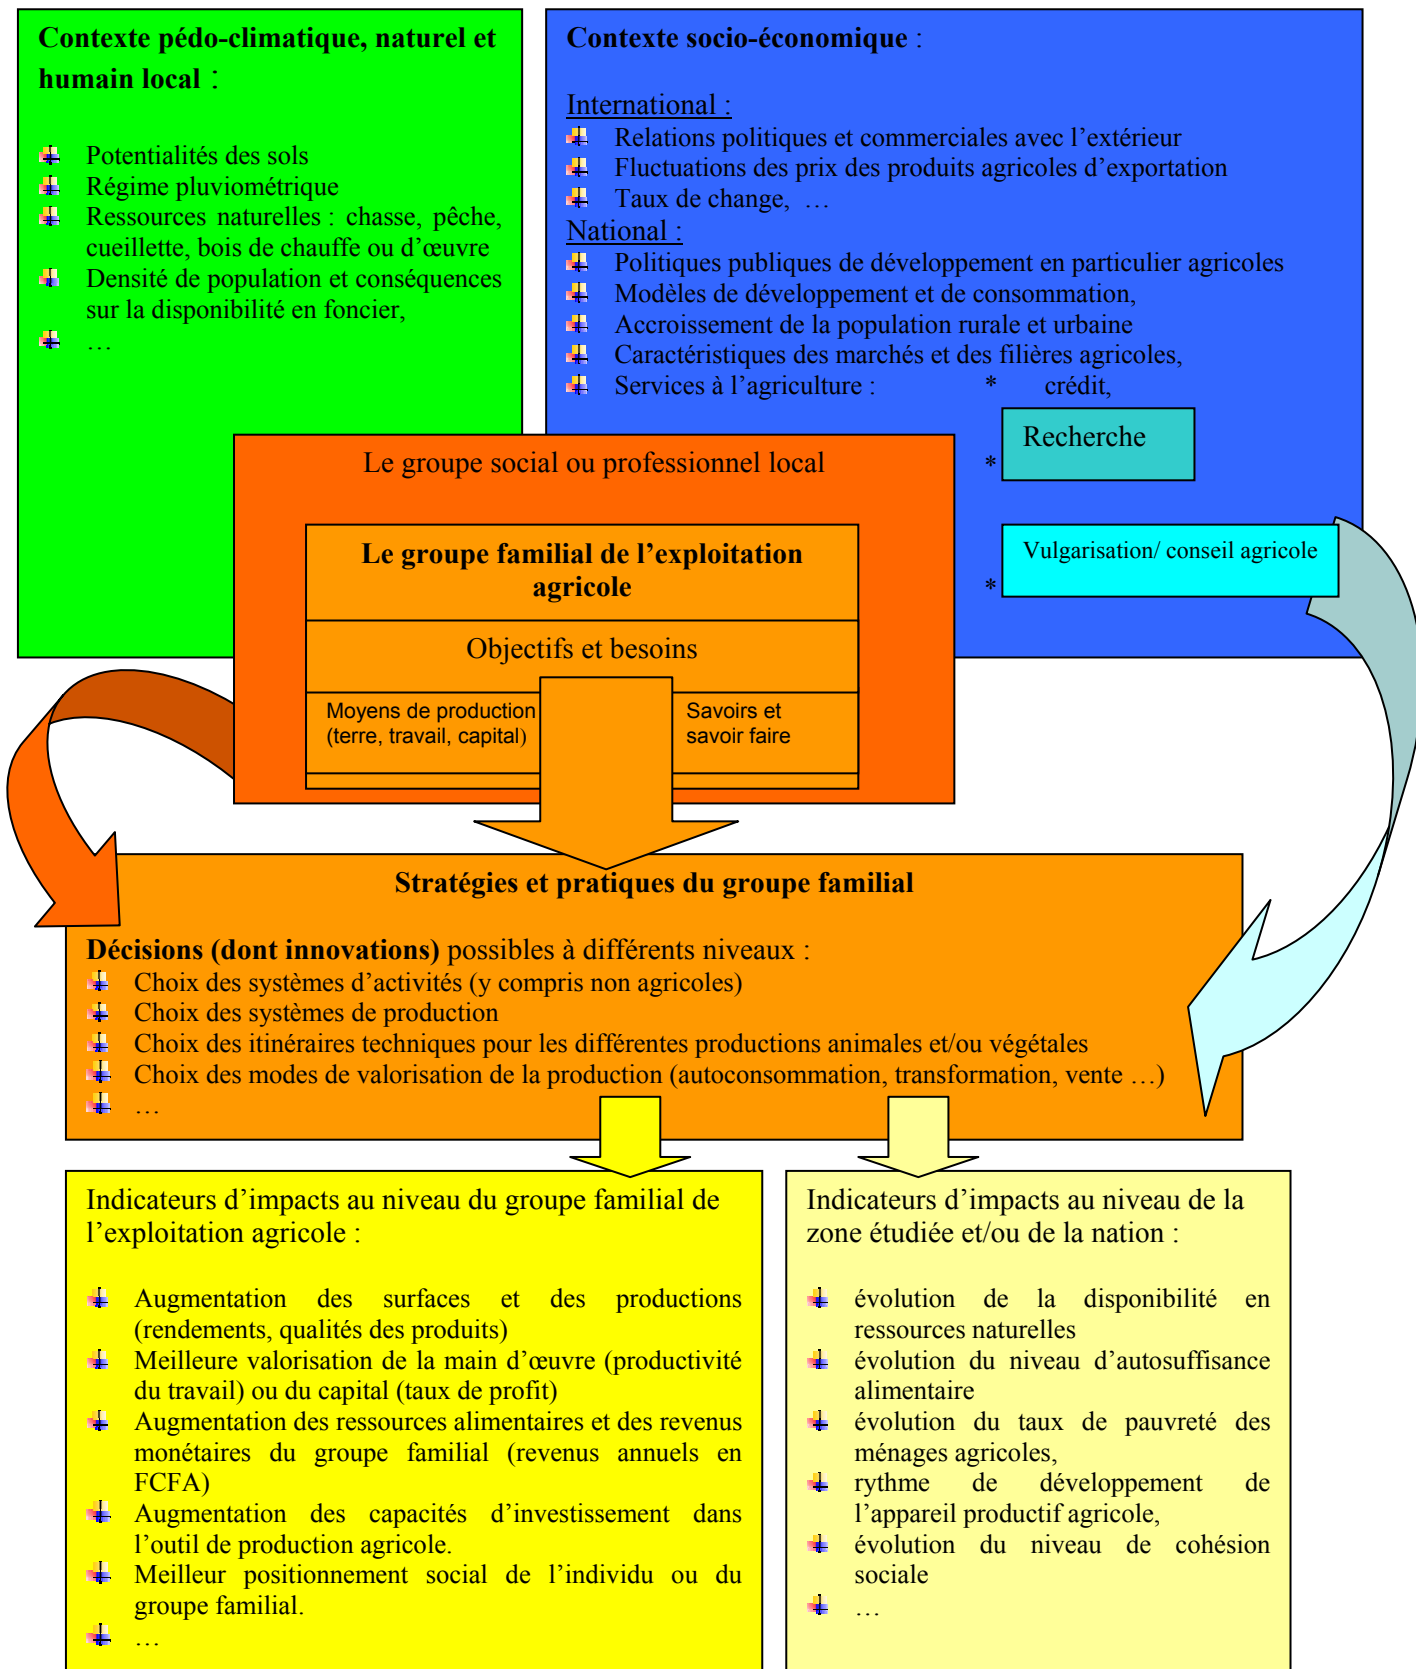 Contexte pédo-climatique, naturel et
humain local :
Potentialités des sols
Régime pluviométrique
Ressources naturelles : chasse, pêche,
cueillette, bois de chauffe ou d’œuvre
Densité de population et conséquences
sur la disponibilité en foncier,
…
Contexte socio-économique :
International :
Relations politiques et commerciales avec l’extérieur
Fluctuations des prix des produits agricoles d’exportation
Taux de change, …
National :
Politiques publiques de développement en particulier agricoles
Modèles de développement et de consommation,
Accroissement de la population rurale et urbaine
Caractéristiques des marchés et des filières agricoles,
Services à l’agriculture : * crédit,
* Recherche
* Vulgarisation/ conseil agricole
Le groupe social ou professionnel local
Le groupe familial de l’exploitation
agricole
Objectifs et besoins
Moyens de production
(terre, travail, capital)
Savoirs et
savoir faire
Stratégies et pratiques du groupe familial
Décisions (dont innovations) possibles à différents niveaux :
Choix des systèmes d’activités (y compris non agricoles)
Choix des systèmes de production
Choix des itinéraires techniques pour les différentes productions animales et/ou végétales
Choix des modes de valorisation de la production (autoconsommation, transformation, vente …)
…
Indicateurs d’impacts au niveau du groupe familial de
l’exploitation agricole :
Augmentation des surfaces et des productions
(rendements, qualités des produits)
Meilleure valorisation de la main d’œuvre (productivité
du travail) ou du capital (taux de profit)
Augmentation des ressources alimentaires et des revenus
monétaires du groupe familial (revenus annuels en
FCFA)
Augmentation des capacités d’investissement dans
l’outil de production agricole.
Meilleur positionnement social de l’individu ou du
groupe familial.
…
Indicateurs d’impacts au niveau de la
zone étudiée et/ou de la nation :
évolution de la disponibilité en
ressources naturelles
évolution du niveau d’autosuffisance
alimentaire
évolution du taux de pauvreté des
ménages agricoles,
rythme de développement de
l’appareil productif agricole,
évolution du niveau de cohésion
sociale
…